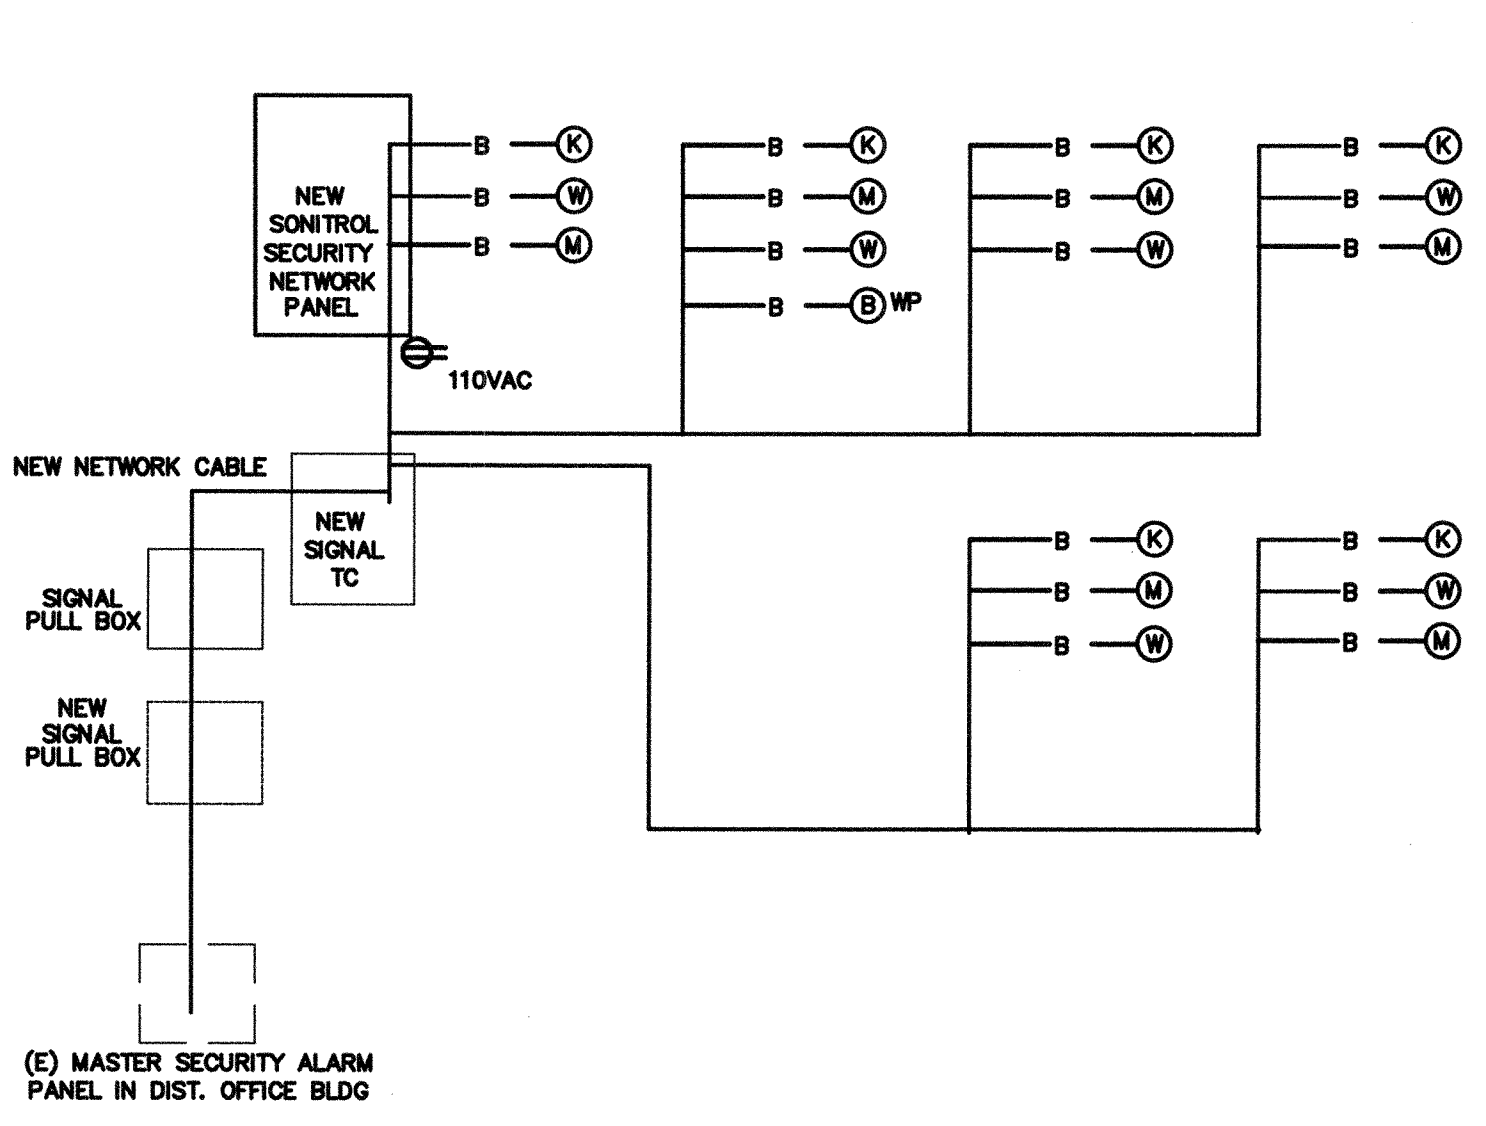 B K B K B K B K
NEW B W B M B M B W
SONITROL
SECURITY B M B W B W B M
NETWORK
PANEL B B WP
110VAC
NEW NETWORK CABLE
NEW
SIGNAL
TC
B K B K
SIGNAL B M B W
PULL BOX
B W B M
NEW
SIGNAL
PULL BOX
(E) MASTER SECURITY ALARM
PANEL IN DIST. OFFICE BLDG